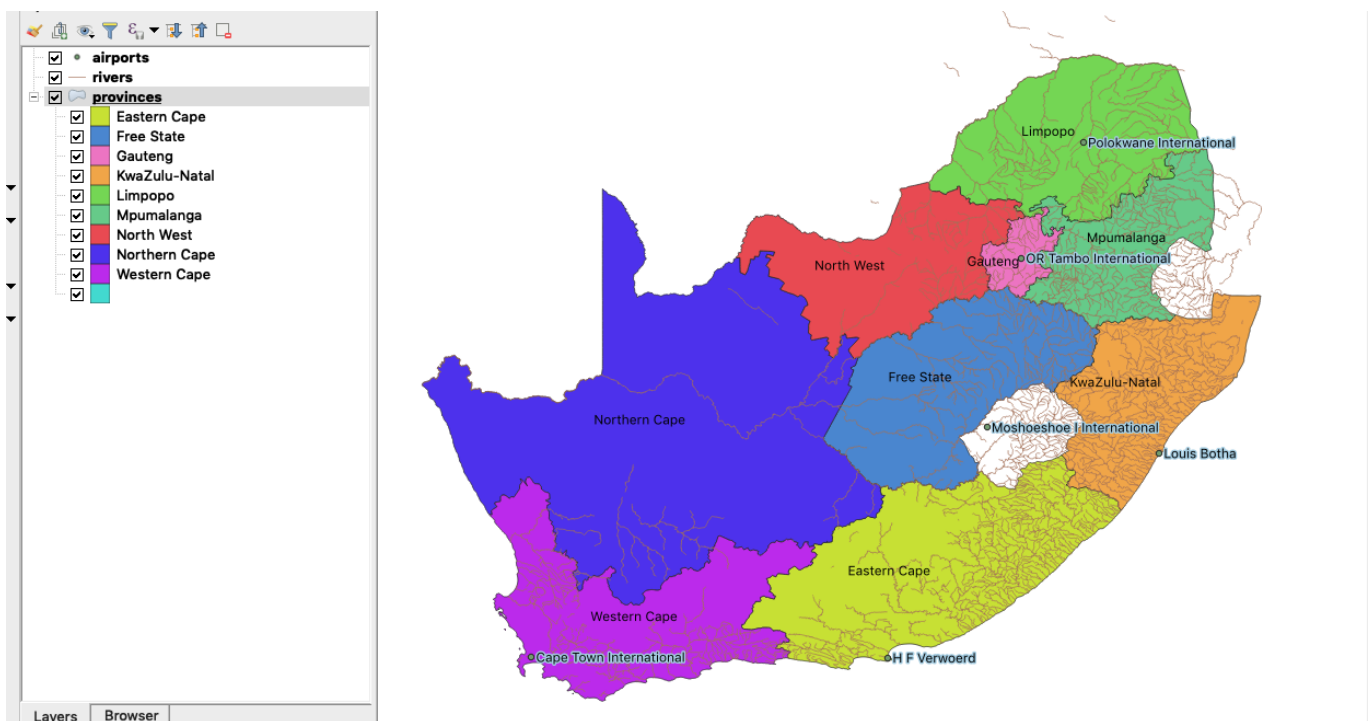 airports
rivers
provinces
Eastern Cape
Free State
Gauteng
KwaZulu-Natal
Limpopo
Mpumalanga
North West
Northern Cape
Western Cape
Layers
Browser
Limpopo
Polokwane International
Mpumalanga
Gauteng
OR Tambo International
North West
Free State
KwaZulu-Natal
Northern Cape
Moshoeshoe I International
Louis Botha
Eastern Cape
Western Cape
Cape Town International
H F Verwoerd